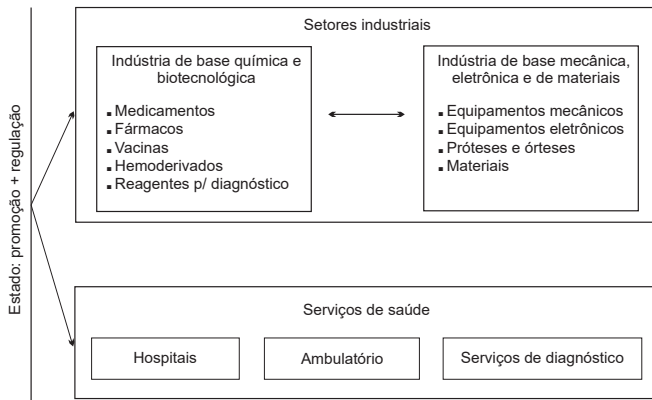 Estado: promoção + regulação
Setores industriais
Indústria de base química e
biotecnológica
▪ Medicamentos
▪ Fármacos
▪ Vacinas
▪ Hemoderivados
▪ Reagentes p/ diagnóstico
Indústria de base mecânica,
eletrônica e de materiais
▪ Equipamentos mecânicos
▪ Equipamentos eletrônicos
▪ Próteses e órteses
▪ Materiais
Serviços de saúde
Hospitais
Ambulatório
Serviços de diagnóstico